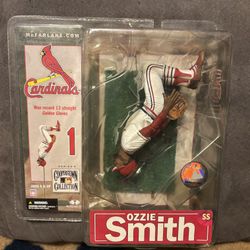 McFARLANE.COM
Cardinals
Won record 13 straight
Golden Gloves
1
COOPERSTOWN
COLLECTION
OZZIE
Smith
SS